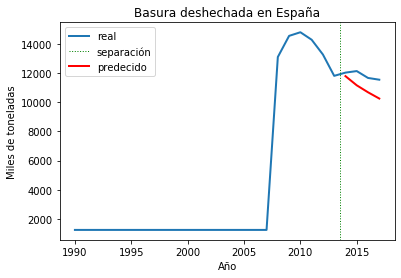 Basura deshechada en España
real
separación
predecido
Miles de toneladas
14000
12000
10000
8000
6000
4000
2000
1990
1995
2000
2005
2010
2015
Año